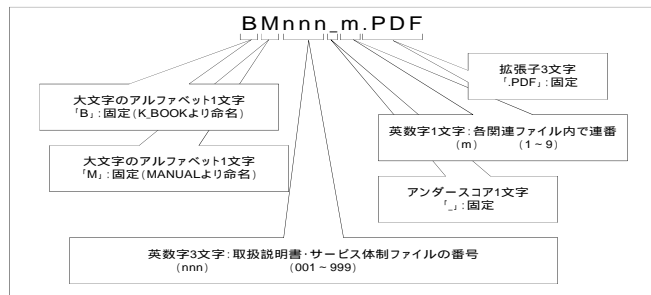 BMnnn_m.PDF
拡張子3文字
「.PDF」:固定
大文字のアルファベット1文字
「B」:固定(K_BOOKより命名)
英数字1文字:各関連ファイル内で連番
(m) (1~9)
大文字のアルファベット1文字
「M」:固定(MANUALより命名)
アンダースコア1文字
「_」:固定
英数字3文字:取扱説明書・サービス体制ファイルの番号
(nnn) (001~999)